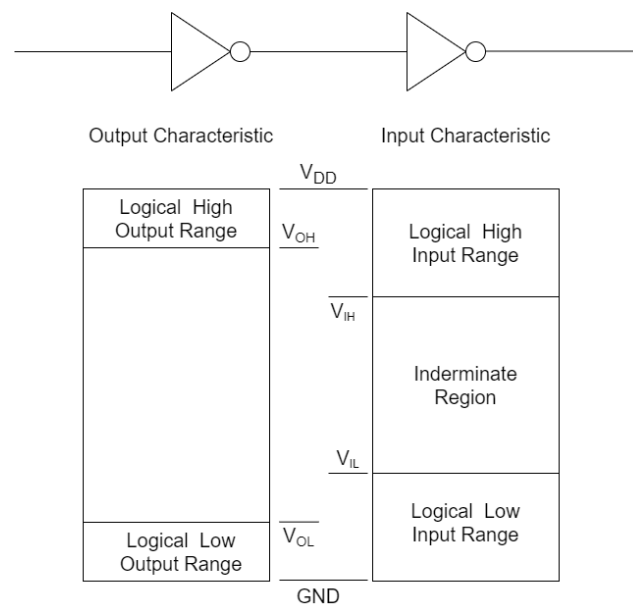 Output Characteristic
Input Characteristic
VDD
Logical High
Output Range
VOH
Logical High
Input Range
VIH
Inderminate
Region
VIL
Logical Low
Output Range
VOL
Logical Low
Input Range
GND